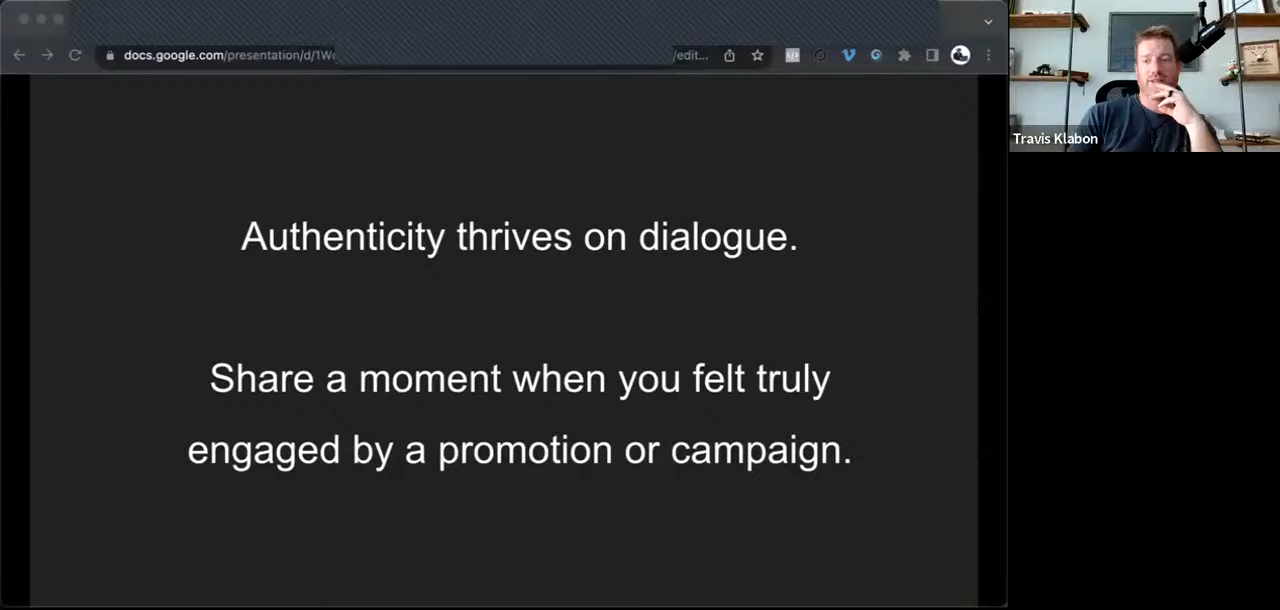 docs.google.com/presentation/d/1W
/edit...
Travis Klabon
Authenticity thrives on dialogue.
Share a moment when you felt truly
engaged by a promotion or campaign.